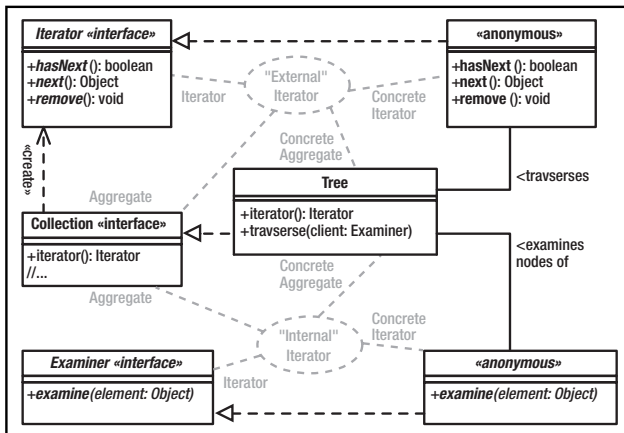 Iterator «interface»
+hasNext(): boolean
+next(): Object
+remove(): void
«anonymous»
+hasNext(): boolean
+next(): Object
+remove (): void
"External"
Iterator
Iterator
Concrete
Iterator
Concrete
Aggregate
«create»
Aggregate
Tree
+iterator(): Iterator
+travserse(client: Examiner)
<travserses
Collection «interface»
+iterator(): Iterator
//...
<examines
nodes of
Concrete
Aggregate
Aggregate
"Internal"
Iterator
Concrete
Iterator
Iterator
Examiner «interface»
+examine(element: Object)
«anonymous»
+examine(element: Object)